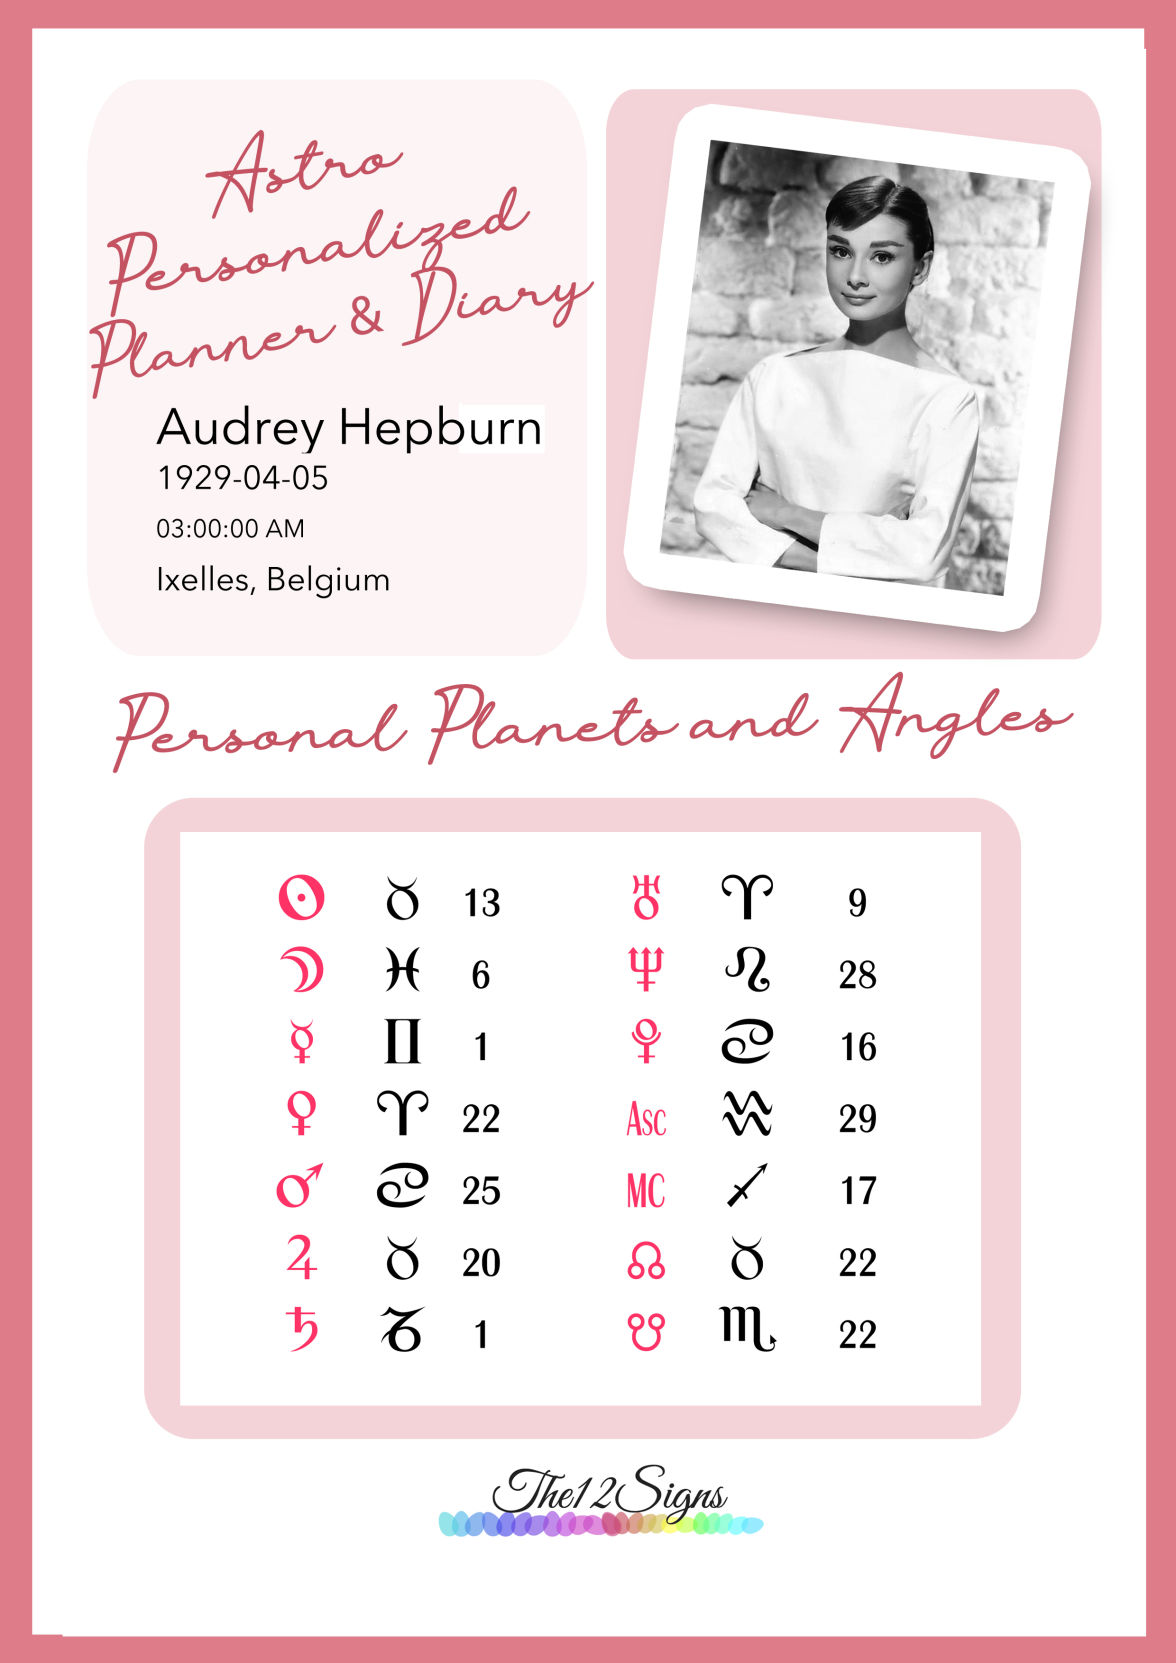 Astro
Personalized
Planner & Diary
Audrey Hepburn
1929-04-05
03:00:00 AM
Ixelles, Belgium
Personal Planets and Angles
☉ ♉ 13
☽ ♓ 6
☿ ♊ 1
♀ ♈ 22
♂ ♋ 25
♃ ♉ 20
♄ ♑ 1
♅ ♈ 9
♆ ♌ 28
♇ ♋ 16
Asc ♒ 29
MC ♐ 17
☊ ♉ 22
☋ ♏ 22
The12Signs